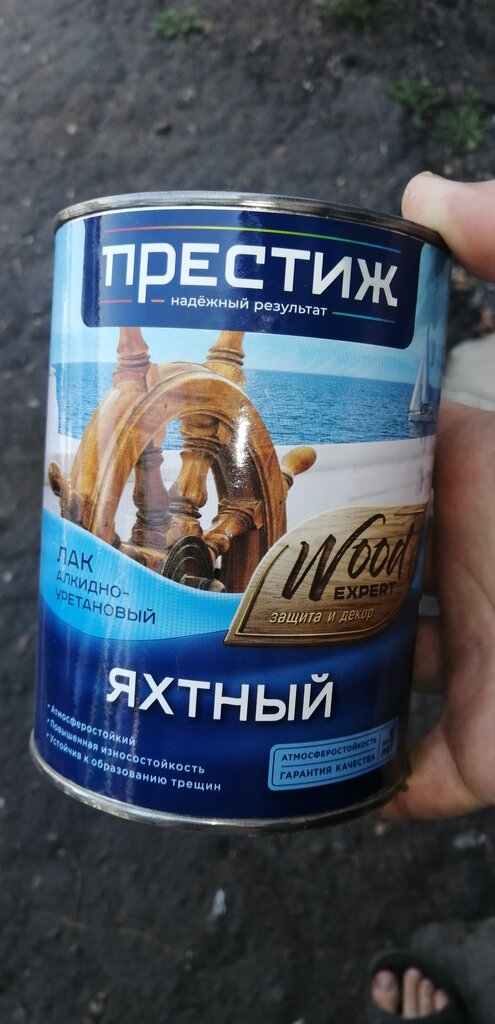 ПРЕСТИЖ
надёжный результат
ЛАК
АЛКИДНО-
УРЕТАНОВЫЙ
Wood
EXPERT
защита и декор
ЯХТНЫЙ
Атмосферостойкий
Повышенная износостойкость
Устойчив к образованию трещин
АТМОСФЕРОСТОЙКОСТЬ
ГАРАНТИЯ КАЧЕСТВА